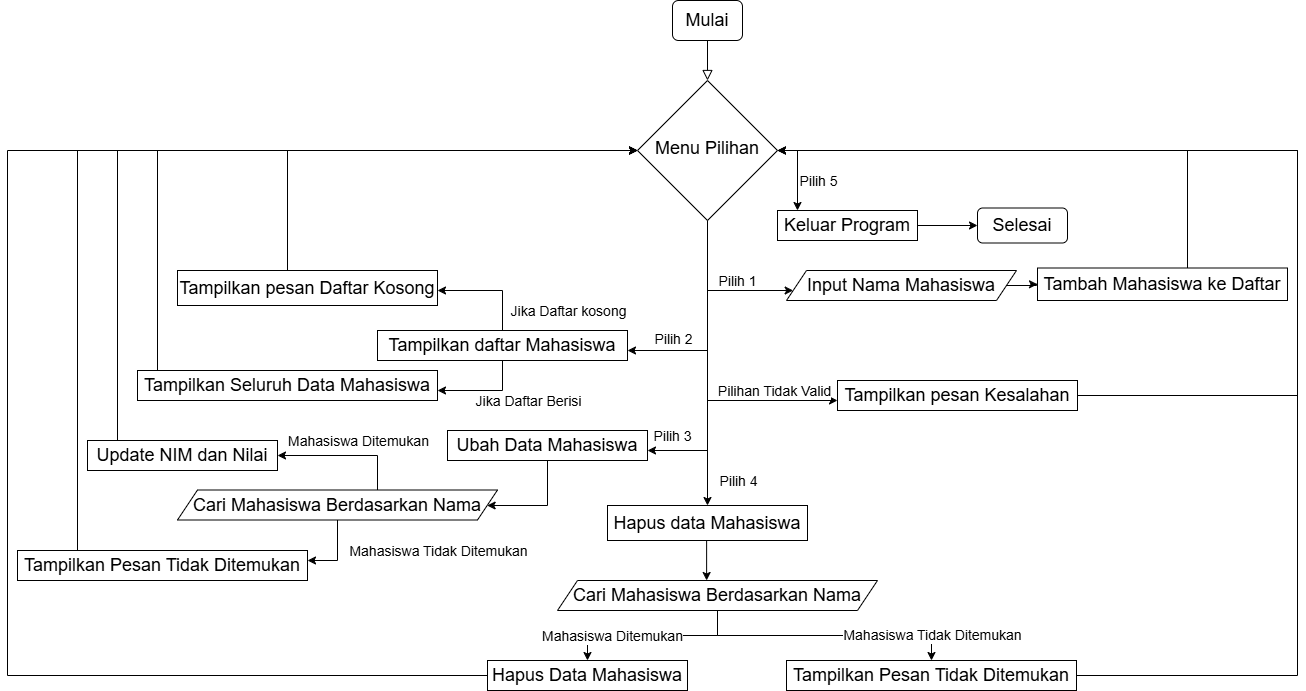 Mulai
Menu Pilihan
Pilih 5
Keluar Program
Selesai
Pilih 1
Input Nama Mahasiswa
Tambah Mahasiswa ke Daftar
Tampilkan pesan Daftar Kosong
Jika Daftar kosong
Pilih 2
Tampilkan daftar Mahasiswa
Tampilkan Seluruh Data Mahasiswa
Jika Daftar Berisi
Pilihan Tidak Valid
Tampilkan pesan Kesalahan
Pilih 3
Ubah Data Mahasiswa
Mahasiswa Ditemukan
Update NIM dan Nilai
Cari Mahasiswa Berdasarkan Nama
Mahasiswa Tidak Ditemukan
Tampilkan Pesan Tidak Ditemukan
Pilih 4
Hapus data Mahasiswa
Cari Mahasiswa Berdasarkan Nama
Mahasiswa Ditemukan
Mahasiswa Tidak Ditemukan
Hapus Data Mahasiswa
Tampilkan Pesan Tidak Ditemukan